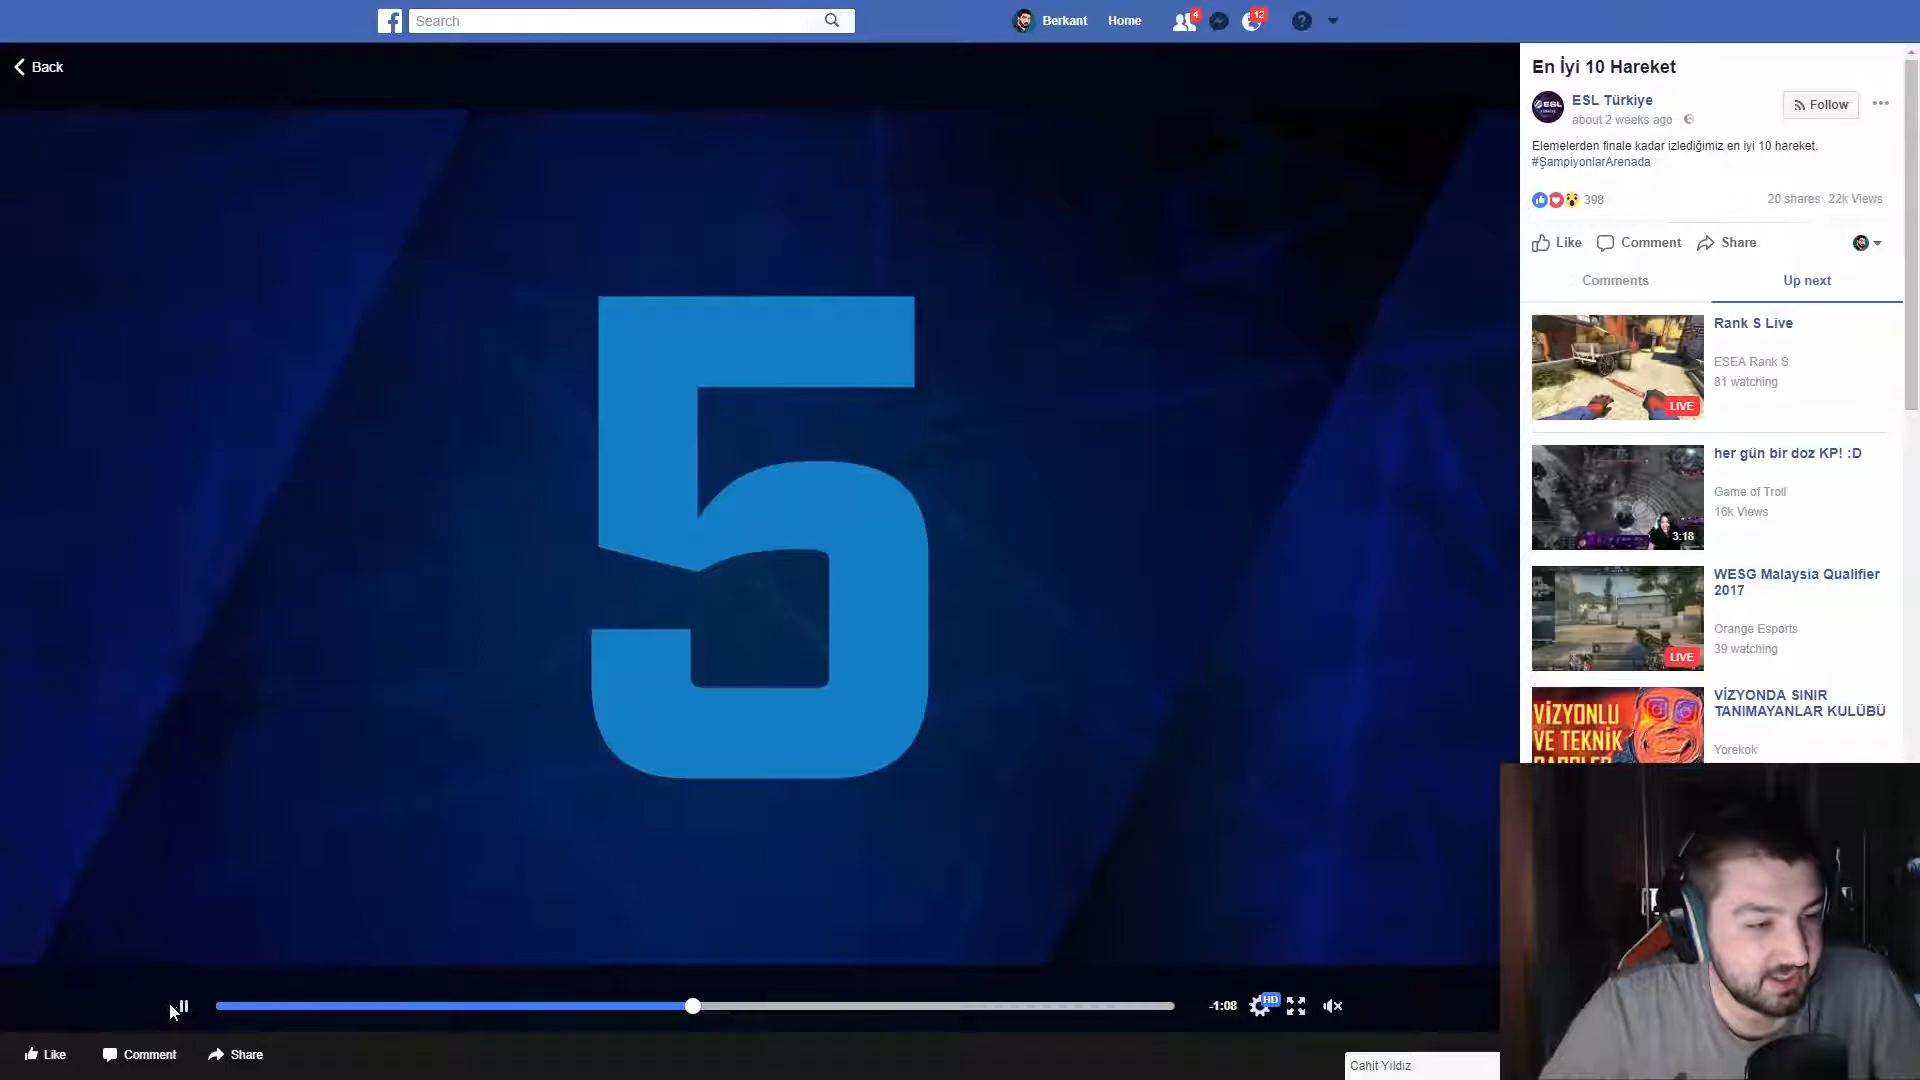 Search
Berkant
Home
4
12
Back
5
-1:08
HD
Like
Comment
Share
En İyi 10 Hareket
ESL
ESL Türkiye
about 2 weeks ago
Follow
Elemelerden finale kadar izlediğimiz en iyi 10 hareket.
#ŞampiyonlarArenada
398
20 shares
22k Views
Like
Comment
Share
Comments
Up next
LIVE
Rank S Live
ESEA Rank S
81 watching
3:18
her gün bir doz KP! :D
Game of Troll
16k Views
LIVE
WESG Malaysia Qualifier
2017
Orange Esports
39 watching
VİZYONLU
VE TEKNİK
VİZYONDA SINIR
TANIMAYANLAR KULÜBÜ
Yorekok
Cahit Yıldız